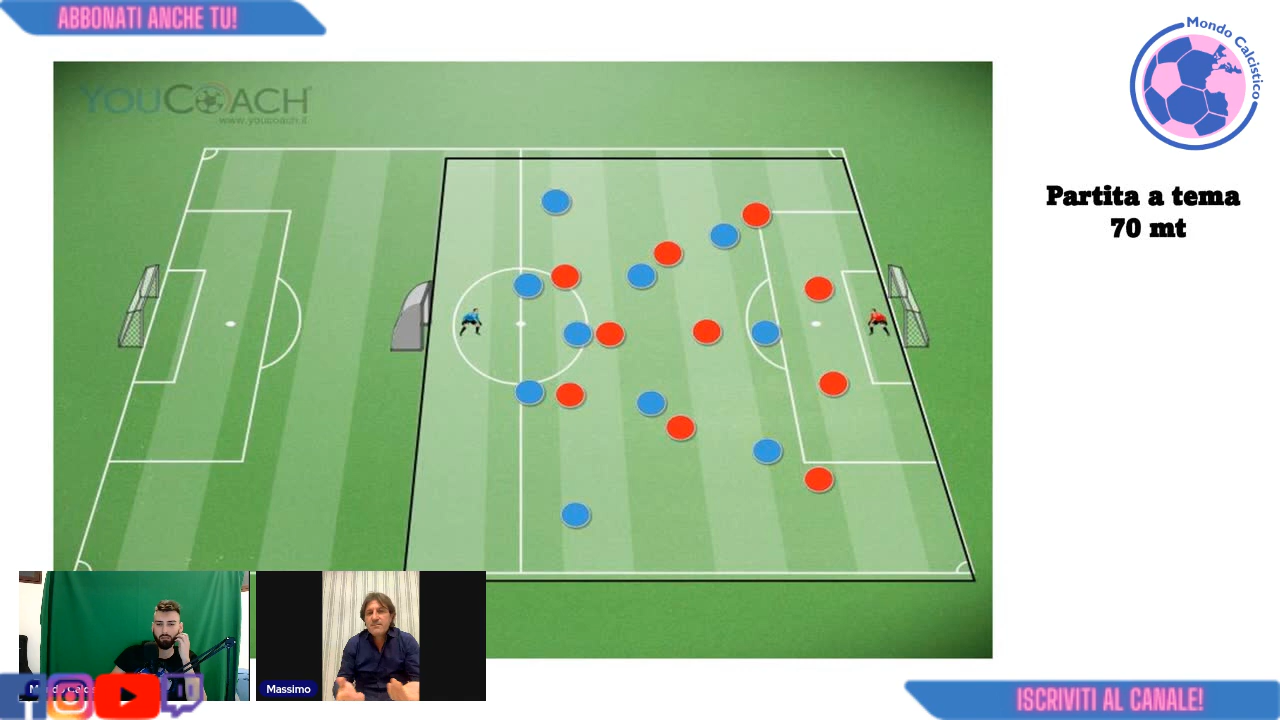 ABBONATI ANCHE TU!
Mondo Calcistico
YOUCOACH
www.youcoach.it
Partita a tema
70 mt
Massimo
ISCRIVITI AL CANALE!